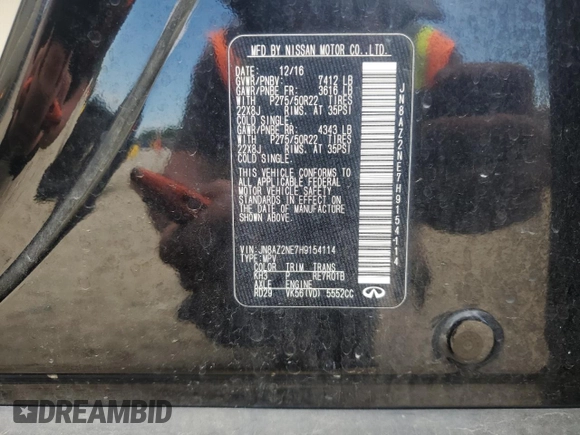 MFD BY NISSAN MOTOR CO.,LTD.
DATE: 12/16
GVWR/PNBV: 7412 LB
GAWR/PNBE FR: 3616 LB
WITH P275/50R22 TIRES
22X8J RIMS. AT 35PSI
COLD SINGLE.
GAWR/PNBE RR: 4343 LB
WITH P275/50R22 TIRES
22X8J RIMS. AT 35PSI
COLD SINGLE.
THIS VEHICLE CONFORMS TO
ALL APPLICABLE FEDERAL
MOTOR VEHICLE SAFETY
STANDARDS IN EFFECT ON
THE DATE OF MANUFACTURE
SHOWN ABOVE.
VIN:JN8AZ2NE7H9154114
TYPE:MPV
COLOR TRIM TRANS
KH3 P RE7R01B
AXLE ENGINE
RD29 VK56(VD) 5552CC
JN8AZ2NE7H9154114
DREAMBID